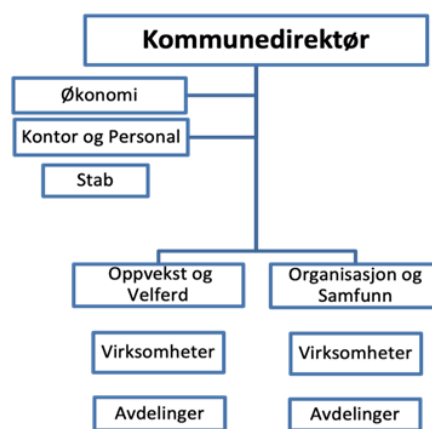 Kommunedirektør
Økonomi
Kontor og Personal
Stab
Oppvekst og
Velferd
Organisasjon og
Samfunn
Virksomheter
Virksomheter
Avdelinger
Avdelinger